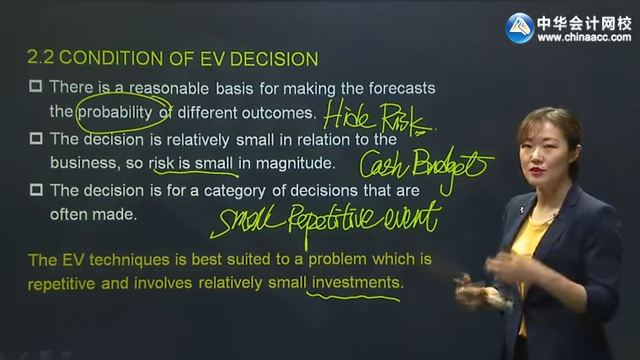 中华会计网校
www.chinaacc.com
2.2 CONDITION OF EV DECISION
There is a reasonable basis for making the forecasts
the probability of different outcomes. Hide Risk.
The decision is relatively small in relation to the
business, so risk is small in magnitude. Cash Budgets
The decision is for a category of decisions that are
often made.
Small Repetitive event
The EV techniques is best suited to a problem which is
repetitive and involves relatively small investments.